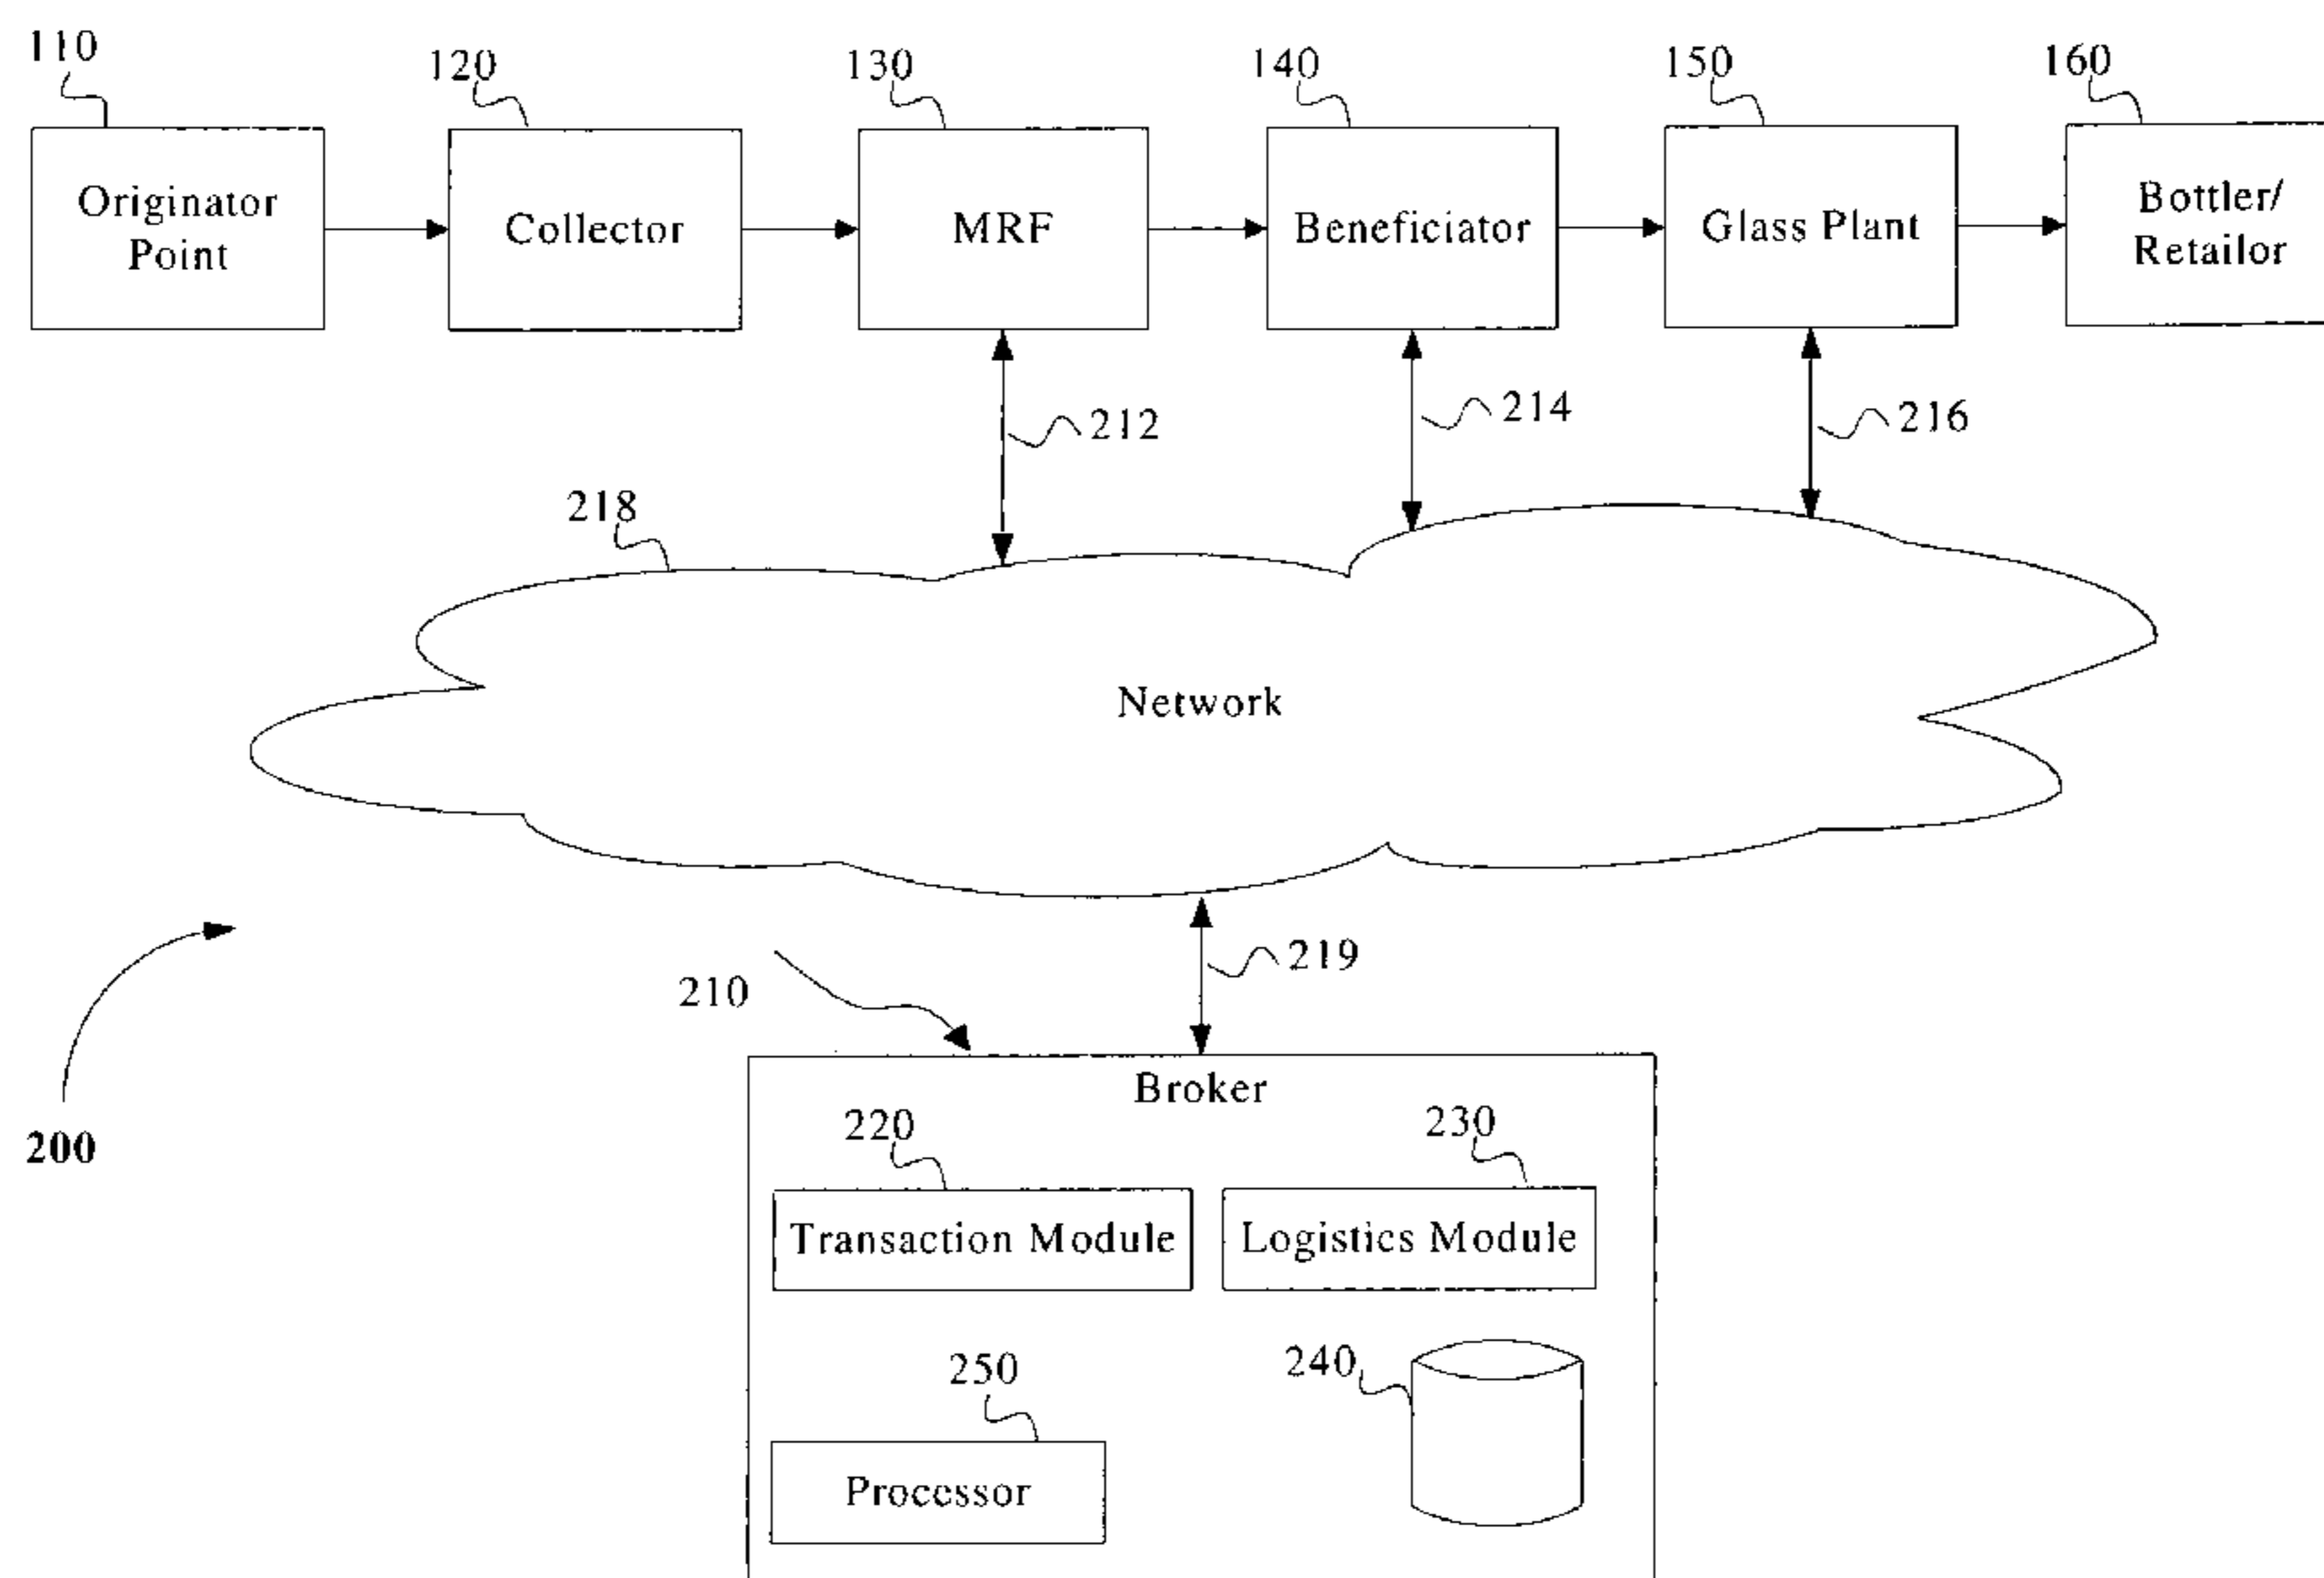 110
120
130
140
150
160
Originator
Point
Collector
MRF
Beneficiator
Glass Plant
Bottler/
Retailor
212
214
216
218
Network
219
210
200
Broker
220
230
Transaction Module
Logistics Module
250
240
Processor